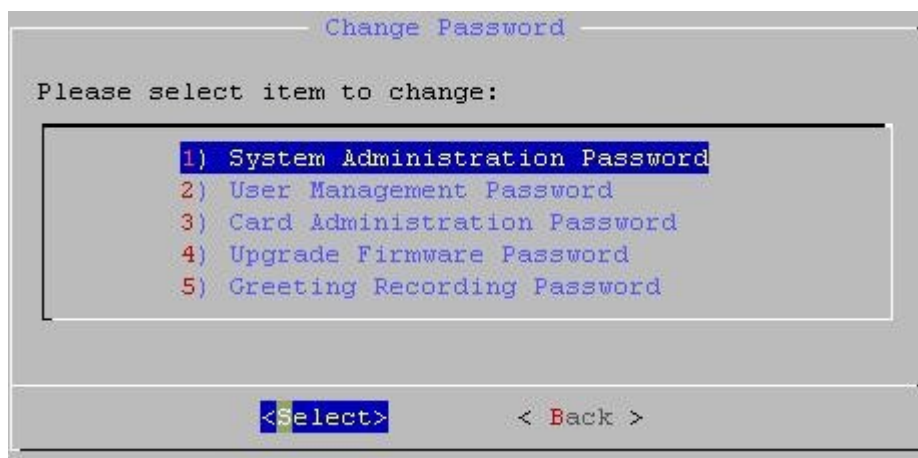 Change Password
Please select item to change:
1) System Administration Password
2) User Management Password
3) Card Administration Password
4) Upgrade Firmware Password
5) Greeting Recording Password
<Select> < Back >